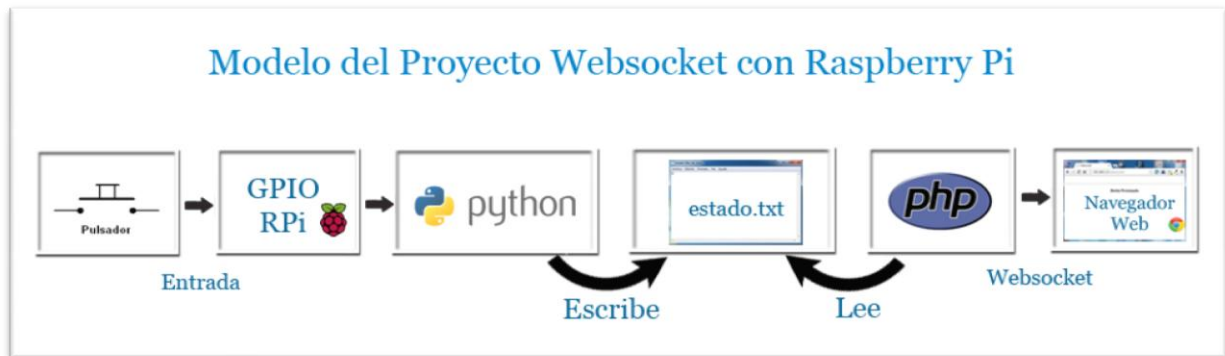 Modelo del Proyecto Websocket con Raspberry Pi
Pulsador
GPIO
RPi
python
estado.txt
php
Navegador
Web
Entrada
Escribe
Lee
Websocket